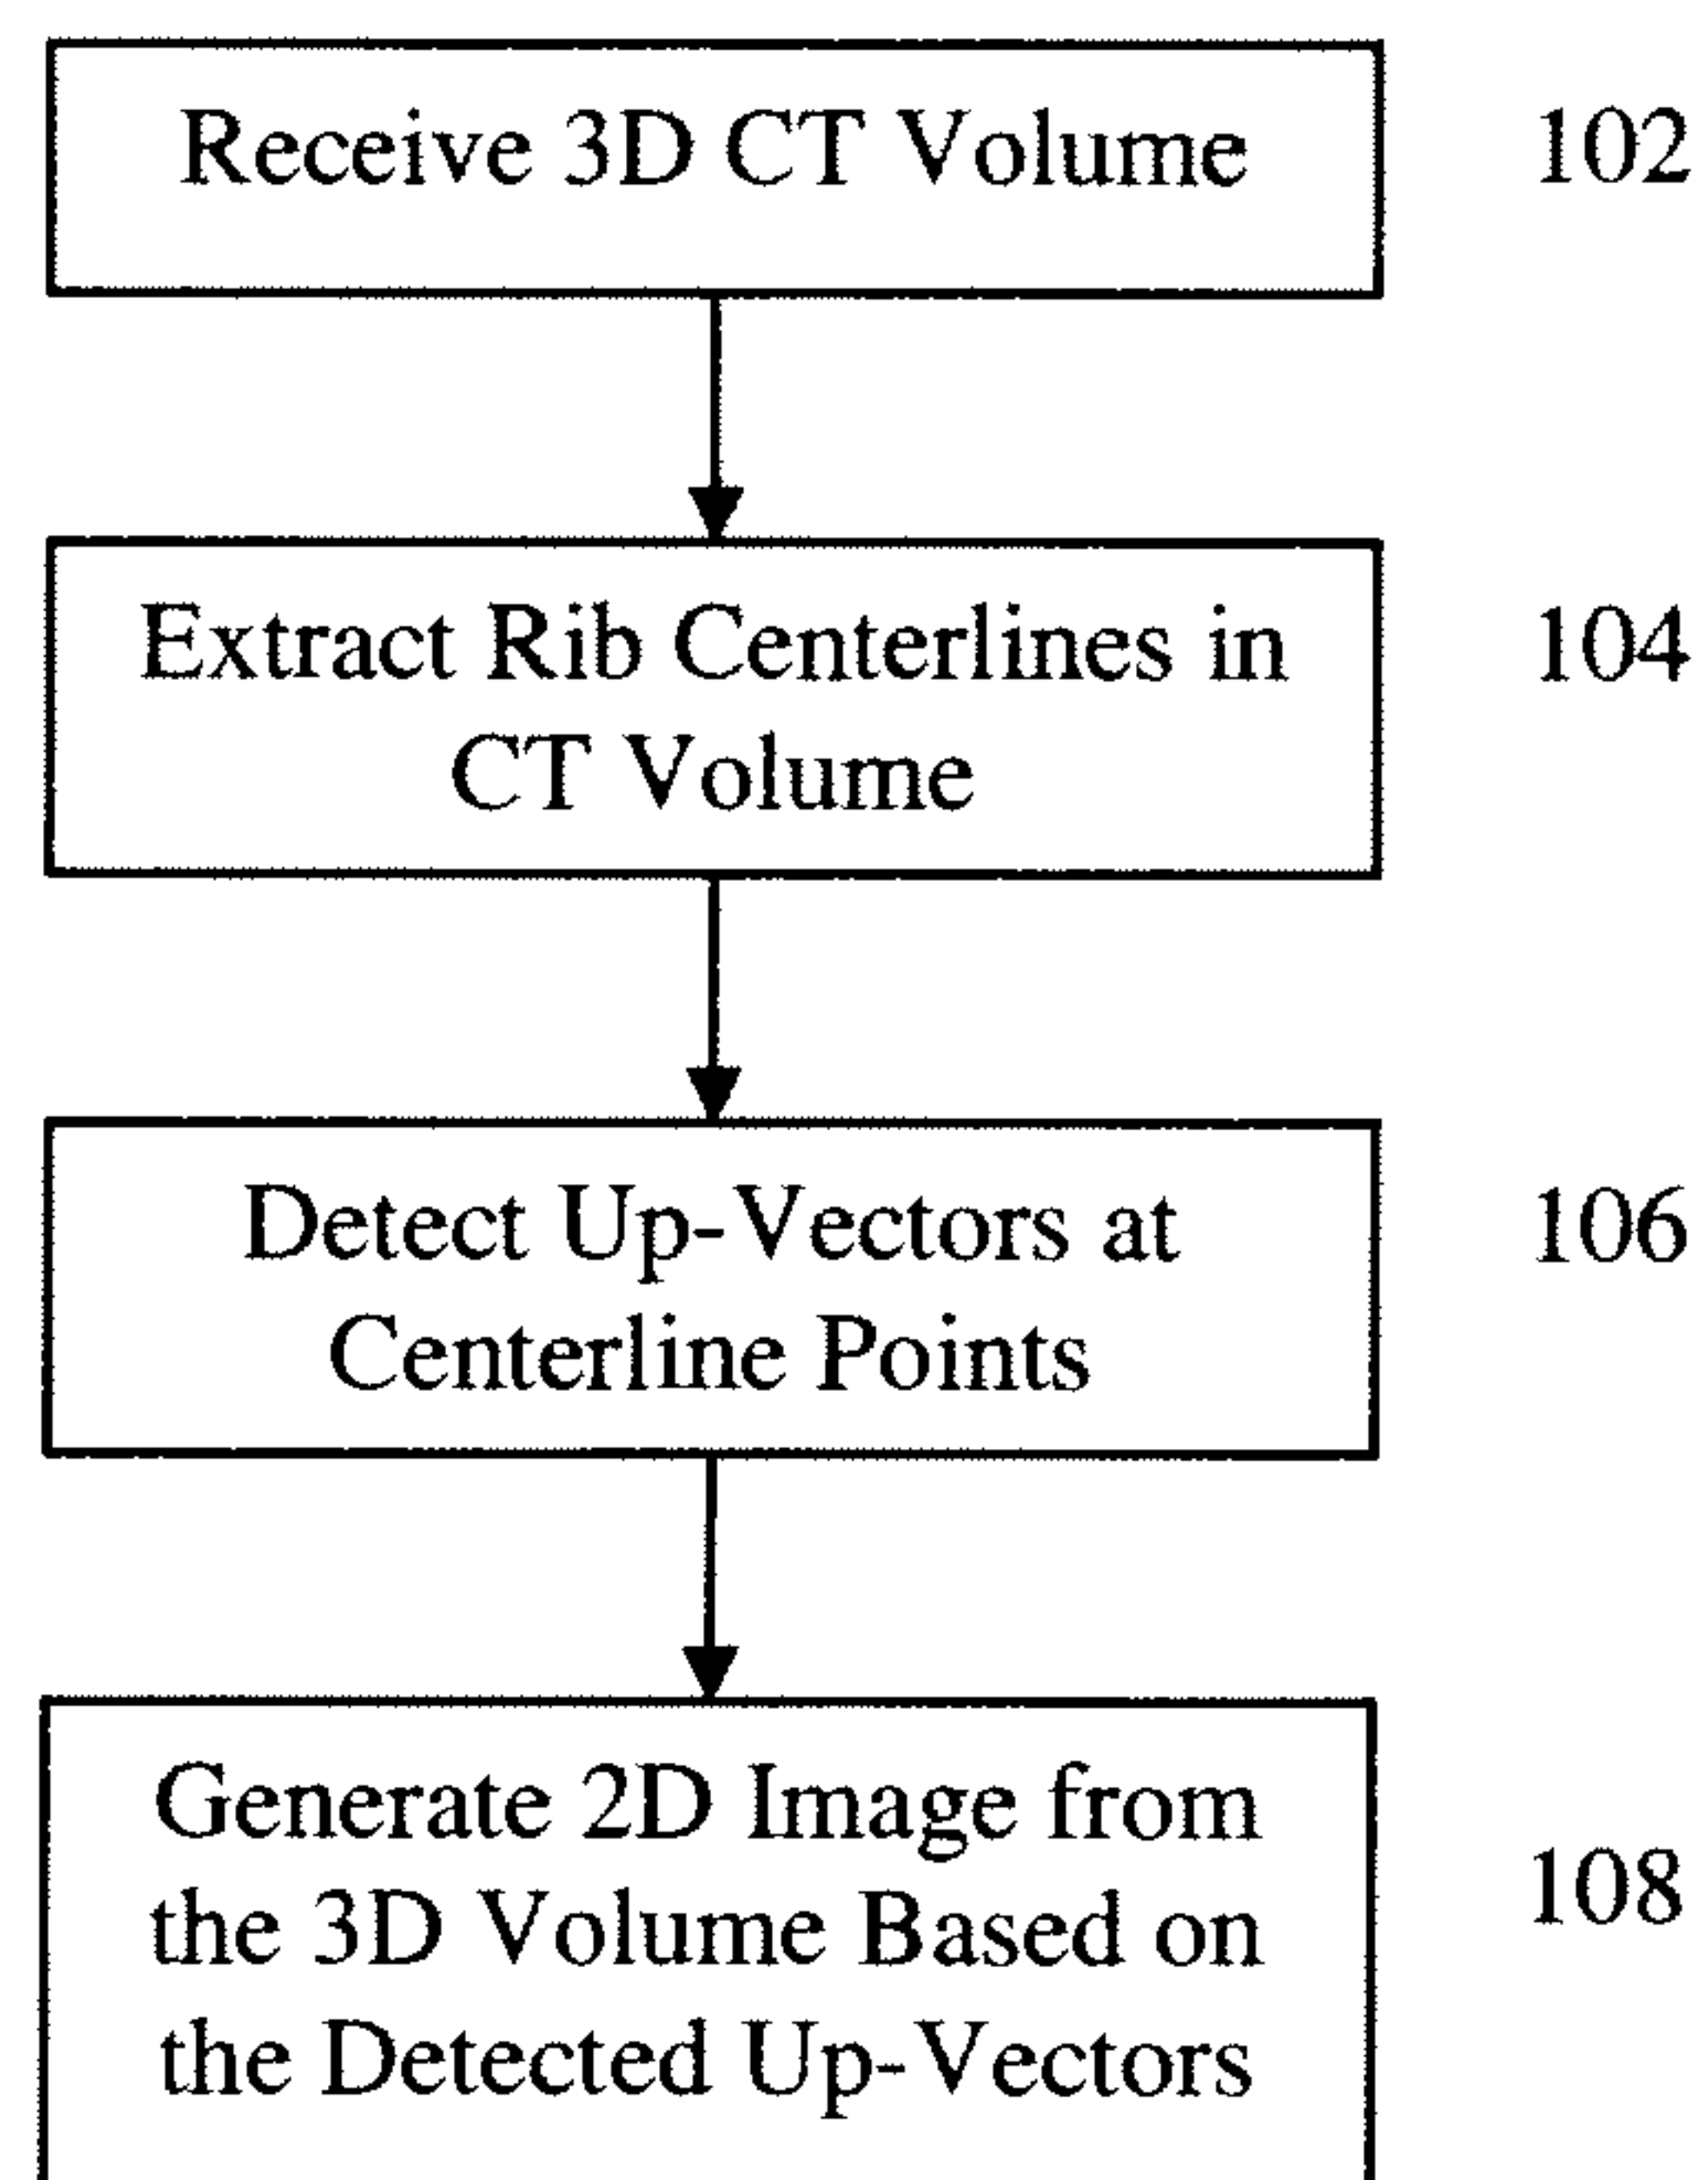 Receive 3D CT Volume 102
Extract Rib Centerlines in 104
CT Volume
Detect Up-Vectors at 106
Centerline Points
Generate 2D Image from
the 3D Volume Based on 108
the Detected Up-Vectors